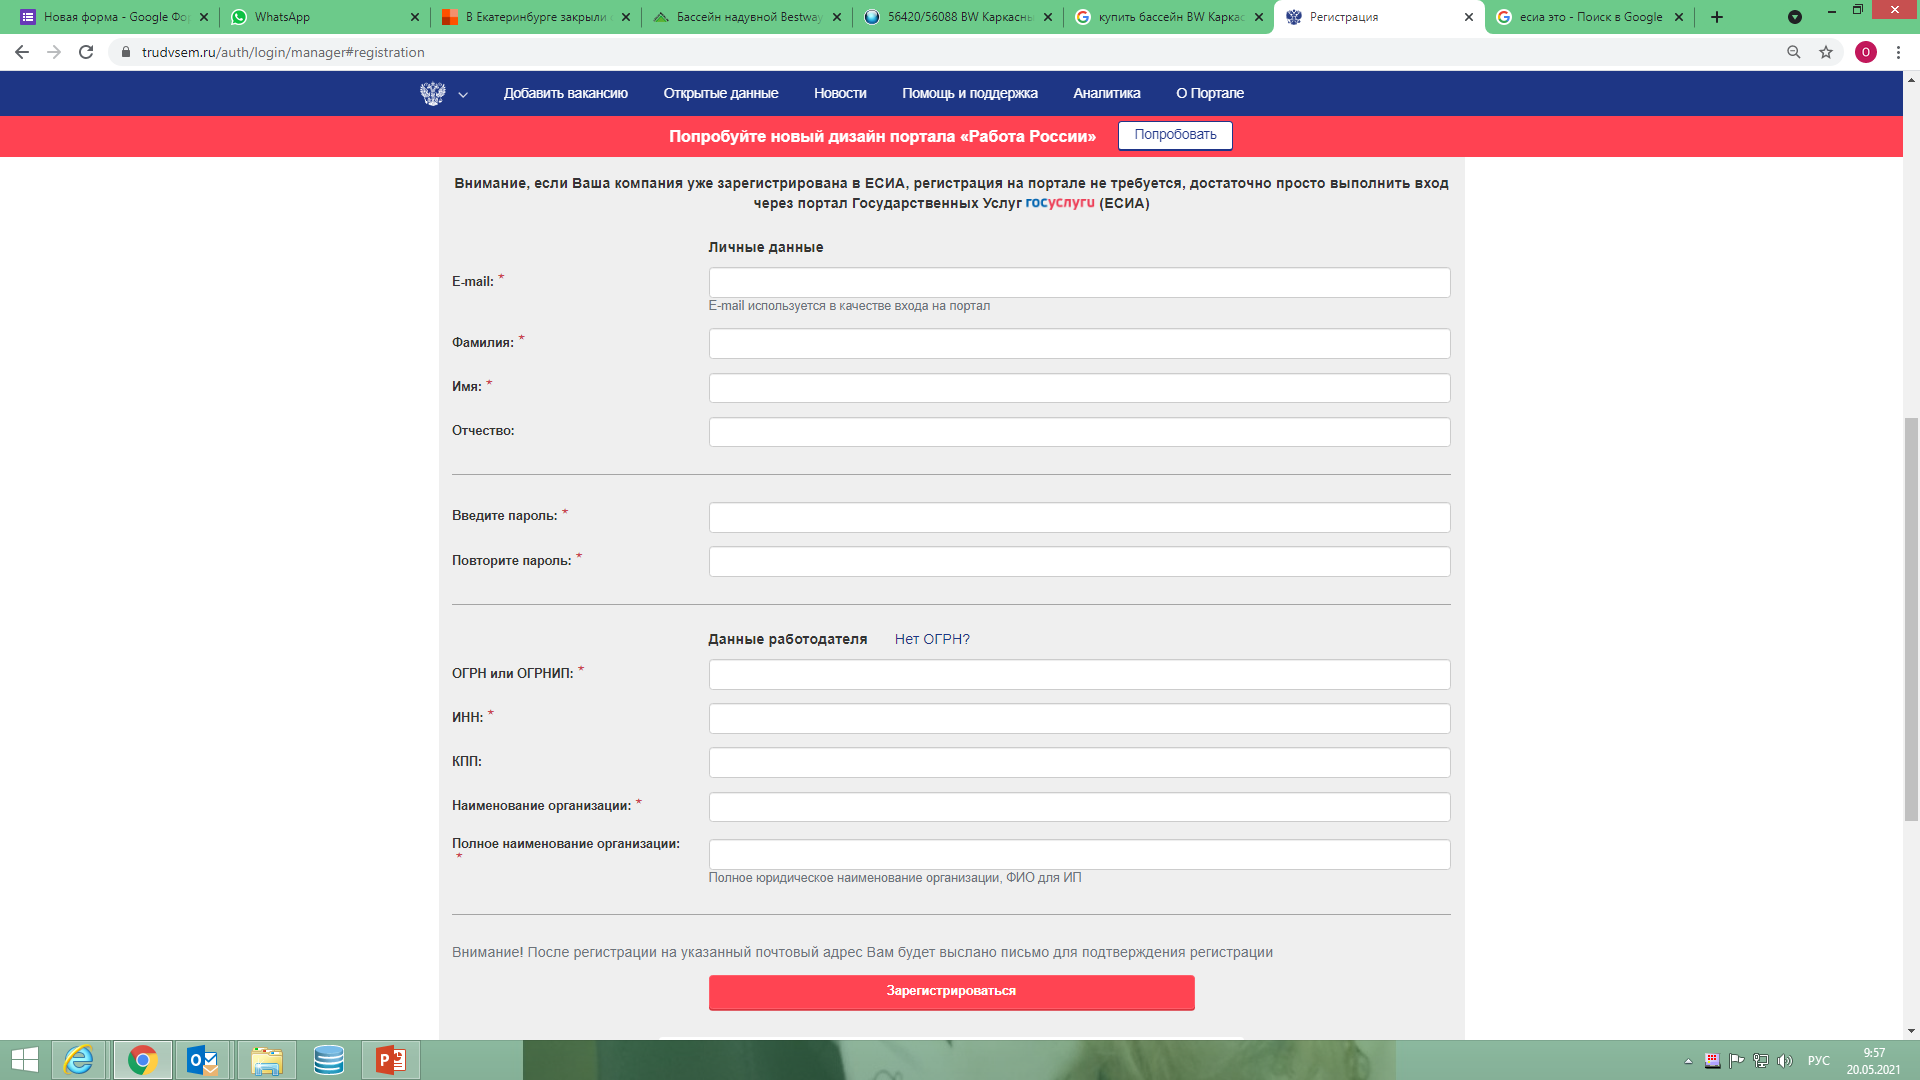 Новая форма - Google Фо
WhatsApp
В Екатеринбурге закрыли
Бассейн надувной Bestway
56420/56088 BW Каркасны
купить бассейн BW Каркас
Регистрация
есиа это - Поиск в Google
trudvsem.ru/auth/login/manager#registration
O
Добавить вакансию
Открытые данные
Новости
Помощь и поддержка
Аналитика
О Портале
Попробуйте новый дизайн портала «Работа России»
Попробовать
Внимание, если Ваша компания уже зарегистрирована в ЕСИА, регистрация на портале не требуется, достаточно просто выполнить вход
через портал Государственных Услуг госуслуги (ЕСИА)
Личные данные
E-mail: *
E-mail используется в качестве входа на портал
Фамилия: *
Имя: *
Отчество:
Введите пароль: *
Повторите пароль: *
Данные работодателя
Нет ОГРН?
ОГРН или ОГРНИП: *
ИНН: *
КПП:
Наименование организации: *
Полное наименование организации:
*
Полное юридическое наименование организации, ФИО для ИП
Внимание! После регистрации на указанный почтовый адрес Вам будет выслано письмо для подтверждения регистрации
Зарегистрироваться
РУС
9:57
20.05.2021